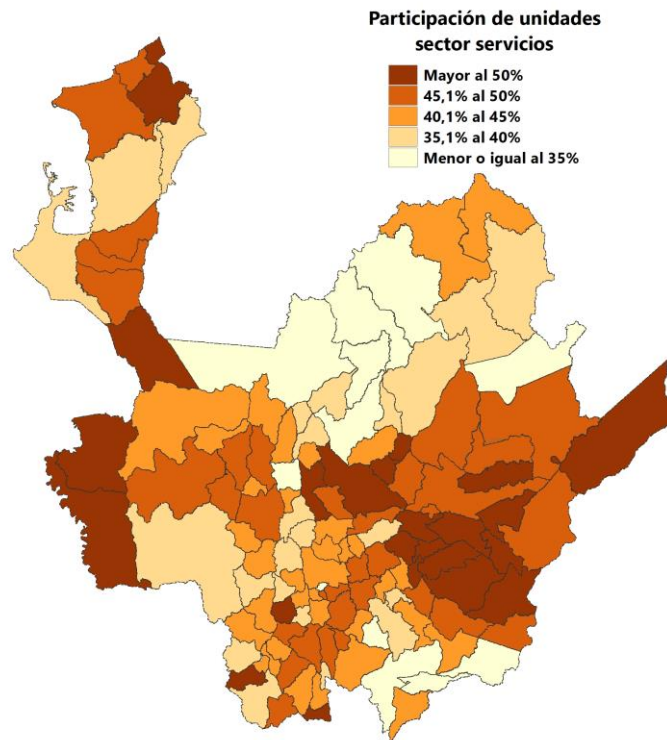 Participación de unidades
sector servicios
Mayor al 50%
45,1% al 50%
40,1% al 45%
35,1% al 40%
Menor o igual al 35%